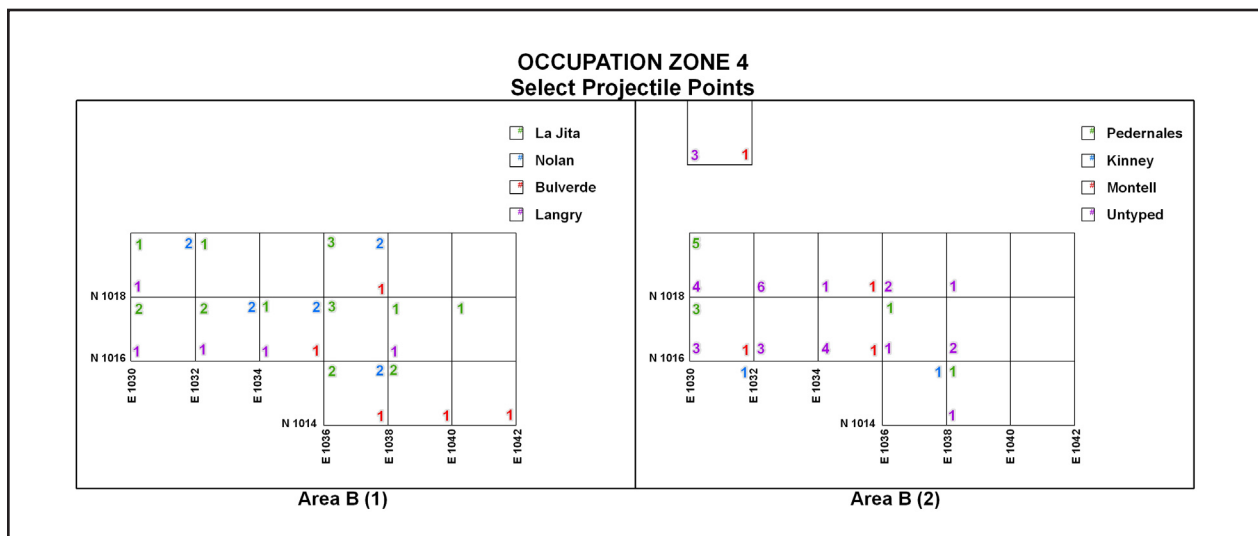 OCCUPATION ZONE 4
Select Projectile Points
# La Jita
# Nolan
# Bulverde
# Langry
1 2 1 3 2
1 1
N 1018
2 2 2 1 2 3 1 1
1 1 1 1 1
N 1016
2 2 2
1 1 1
N 1014
E 1030
E 1032
E 1034
E 1036
E 1038
E 1040
E 1042
Area B (1)
3 1
# Pedernales
# Kinney
# Montell
# Untyped
5
4 6 1 1 2 1
N 1018
3 1
3 1 3 4 1 1 2
N 1016
1 1 1
1
N 1014
E 1030
E 1032
E 1034
E 1036
E 1038
E 1040
E 1042
Area B (2)